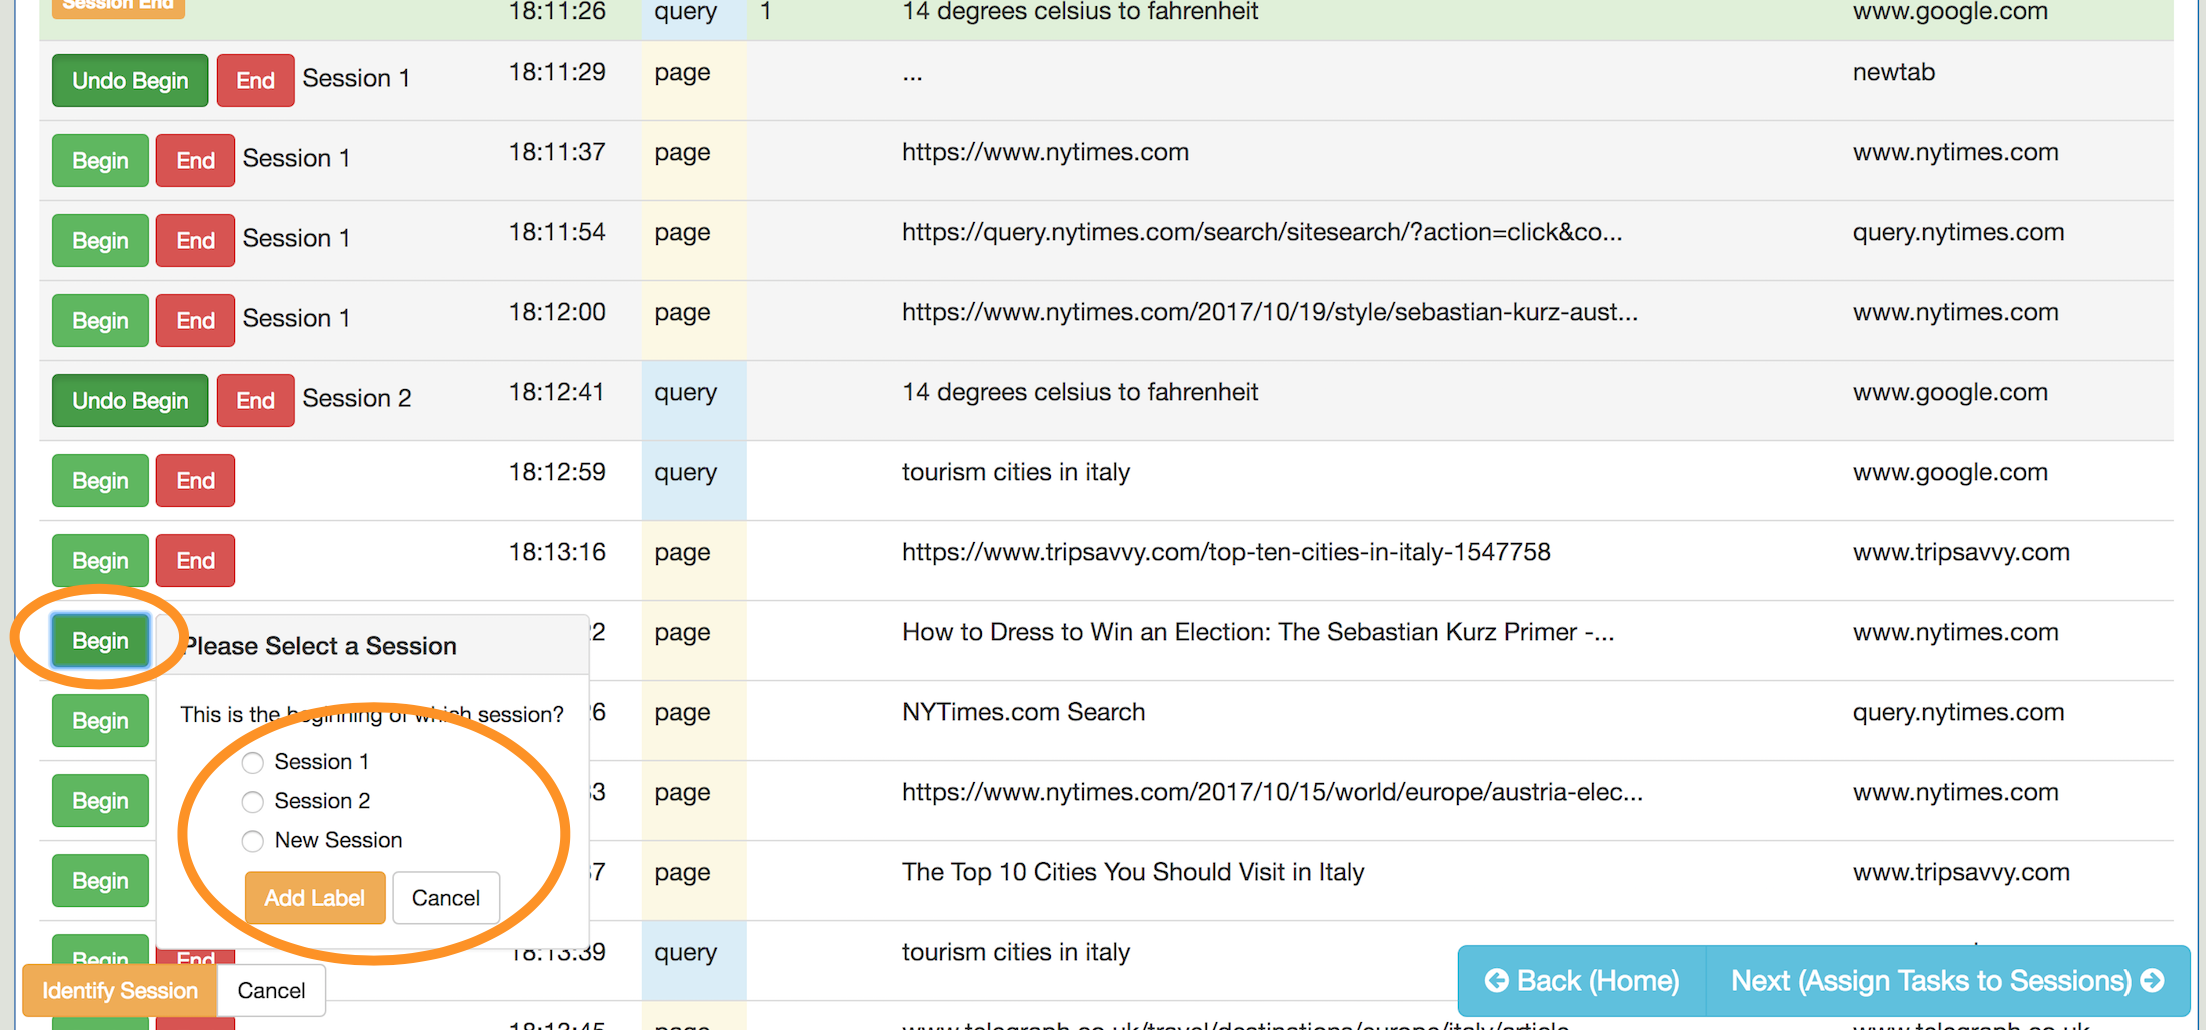 Session End 18:11:26 query 1 14 degrees celsius to fahrenheit www.google.com
Undo Begin End Session 1 18:11:29 page ... newtab
Begin End Session 1 18:11:37 page https://www.nytimes.com www.nytimes.com
Begin End Session 1 18:11:54 page https://query.nytimes.com/search/sitesearch/?action=click&co... query.nytimes.com
Begin End Session 1 18:12:00 page https://www.nytimes.com/2017/10/19/style/sebastian-kurz-aust... www.nytimes.com
Undo Begin End Session 2 18:12:41 query 14 degrees celsius to fahrenheit www.google.com
Begin End 18:12:59 query tourism cities in italy www.google.com
Begin End 18:13:16 page https://www.tripsavvy.com/top-ten-cities-in-italy-1547758 www.tripsavvy.com
Begin Please Select a Session 2 page How to Dress to Win an Election: The Sebastian Kurz Primer -... www.nytimes.com
Begin This is the beginning of which session? 6 page NYTimes.com Search query.nytimes.com
Session 1
Begin Session 2 3 page https://www.nytimes.com/2017/10/15/world/europe/austria-elec... www.nytimes.com
New Session
Begin 7 page The Top 10 Cities You Should Visit in Italy www.tripsavvy.com
Add Label Cancel
Begin End 18:13:39 query tourism cities in italy
Identify Session Cancel Back (Home) Next (Assign Tasks to Sessions)
18:13:45 page www.telegraph.co.uk/travel/destinations/europe/italy/article www.telegraph.co.uk